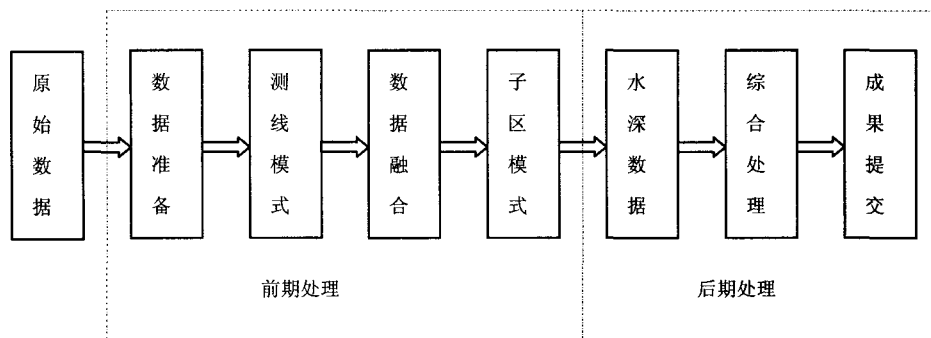 原始数据
数据准备
测线模式
数据融合
子区模式
水深数据
综合处理
成果提交
前期处理
后期处理